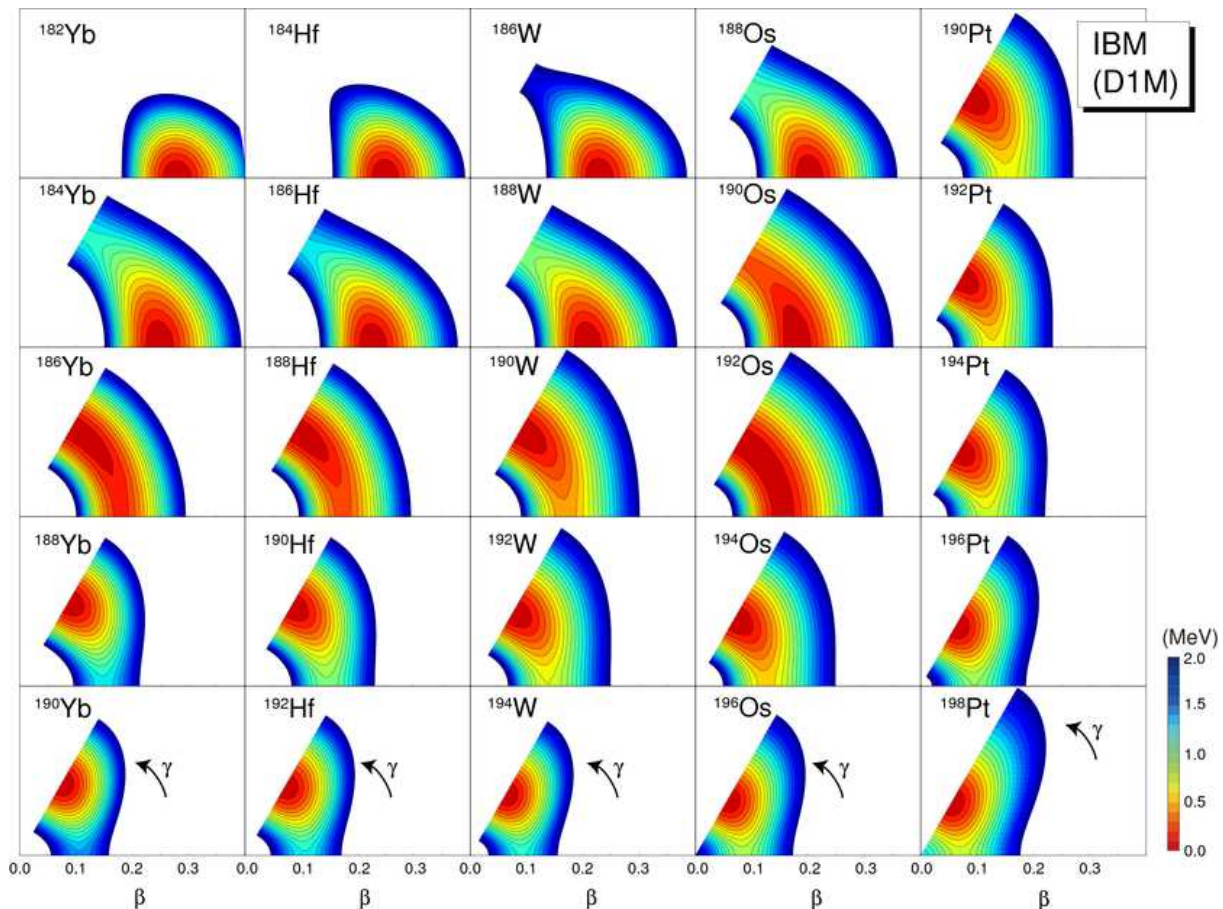 ¹⁸²Yb ¹⁸⁴Hf ¹⁸⁶W ¹⁸⁸Os ¹⁹⁰Pt
IBM
(D1M)
¹⁸⁴Yb ¹⁸⁶Hf ¹⁸⁸W ¹⁹⁰Os ¹⁹²Pt
¹⁸⁶Yb ¹⁸⁸Hf ¹⁹⁰W ¹⁹²Os ¹⁹⁴Pt
¹⁸⁸Yb ¹⁹⁰Hf ¹⁹²W ¹⁹⁴Os ¹⁹⁶Pt
¹⁹⁰Yb ¹⁹²Hf ¹⁹⁴W ¹⁹⁶Os ¹⁹⁸Pt
γ γ γ γ γ
(MeV)
2.0
1.5
1.0
0.5
0.0
0.0 0.1 0.2 0.3 0.0 0.1 0.2 0.3 0.0 0.1 0.2 0.3 0.0 0.1 0.2 0.3 0.0 0.1 0.2 0.3
β β β β β